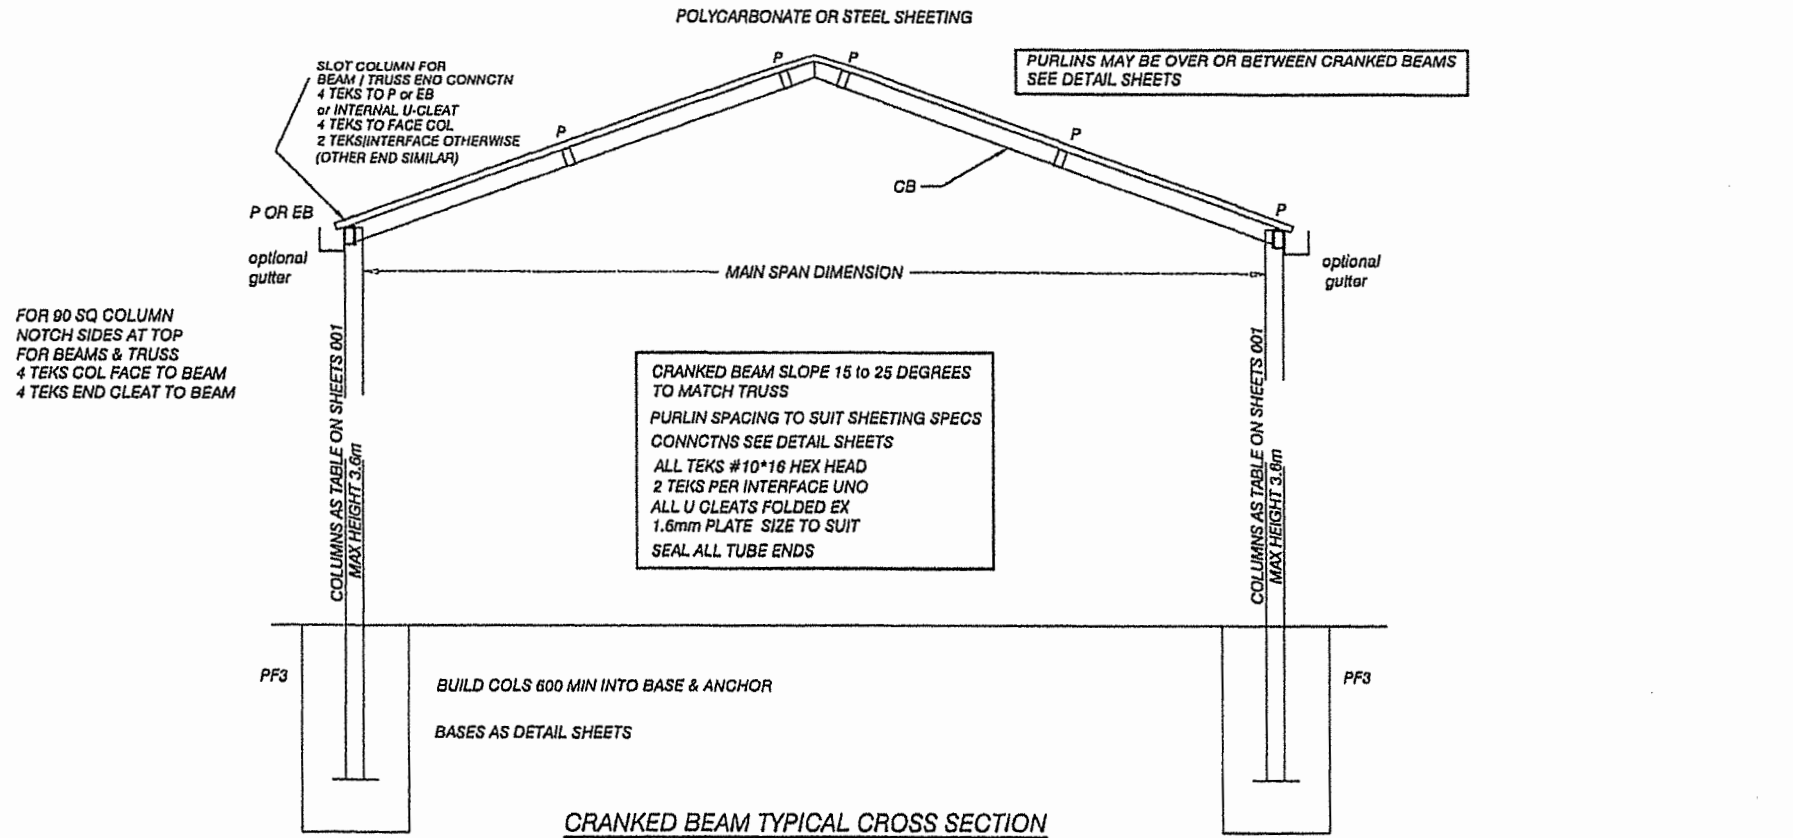 POLYCARBONATE OR STEEL SHEETING
SLOT COLUMN FOR
BEAM / TRUSS END CONNCTN
4 TEKS TO P or EB
or INTERNAL U-CLEAT
4 TEKS TO FACE COL
2 TEKS/INTERFACE OTHERWISE
(OTHER END SIMILAR)
P
P
PURLINS MAY BE OVER OR BETWEEN CRANKED BEAMS
SEE DETAIL SHEETS
P
P
CB
P OR EB
P
optional
gutter
MAIN SPAN DIMENSION
optional
gutter
FOR 90 SQ COLUMN
NOTCH SIDES AT TOP
FOR BEAMS & TRUSS
4 TEKS COL FACE TO BEAM
4 TEKS END CLEAT TO BEAM
COLUMNS AS TABLE ON SHEETS 001
MAX HEIGHT 3.6m
CRANKED BEAM SLOPE 15 to 25 DEGREES
TO MATCH TRUSS
PURLIN SPACING TO SUIT SHEETING SPECS
CONNCTNS SEE DETAIL SHEETS
ALL TEKS #10*16 HEX HEAD
2 TEKS PER INTERFACE UNO
ALL U CLEATS FOLDED EX
1.6mm PLATE SIZE TO SUIT
SEAL ALL TUBE ENDS
COLUMNS AS TABLE ON SHEETS 001
MAX HEIGHT 3.6m
PF3
BUILD COLS 600 MIN INTO BASE & ANCHOR
BASES AS DETAIL SHEETS
PF3
CRANKED BEAM TYPICAL CROSS SECTION